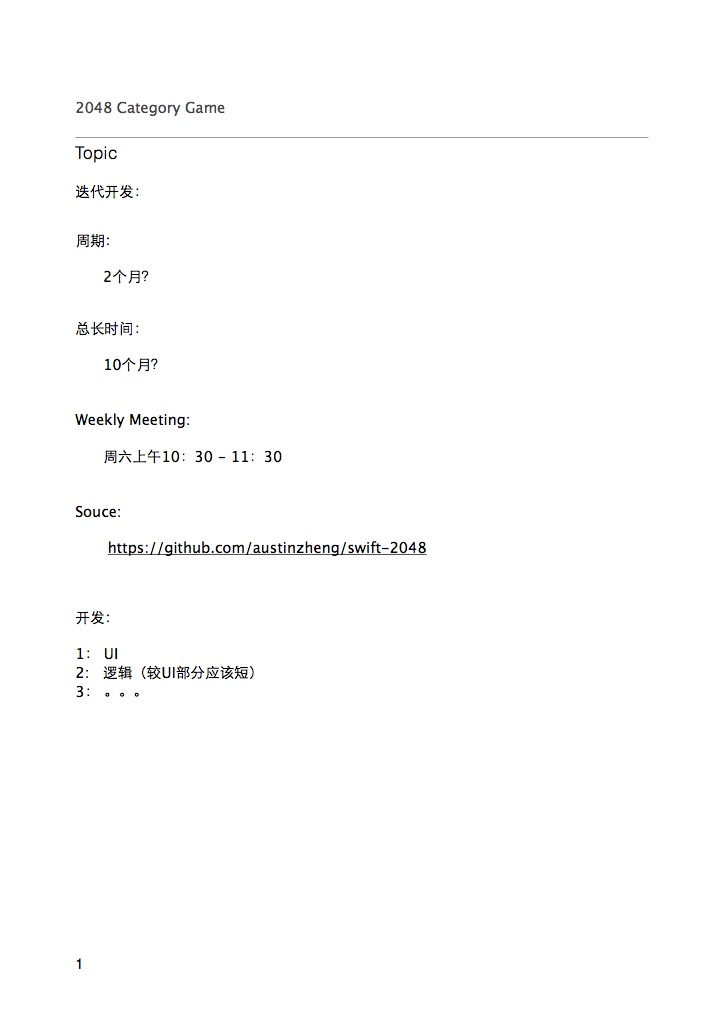 2048 Category Game
Topic
迭代开发：
周期：
2个月？
总长时间：
10个月？
Weekly Meeting:
周六上午10：30 – 11：30
Souce:
https://github.com/austinzheng/swift-2048
开发：
1： UI
2： 逻辑（较UI部分应该短）
3： 。。。
1